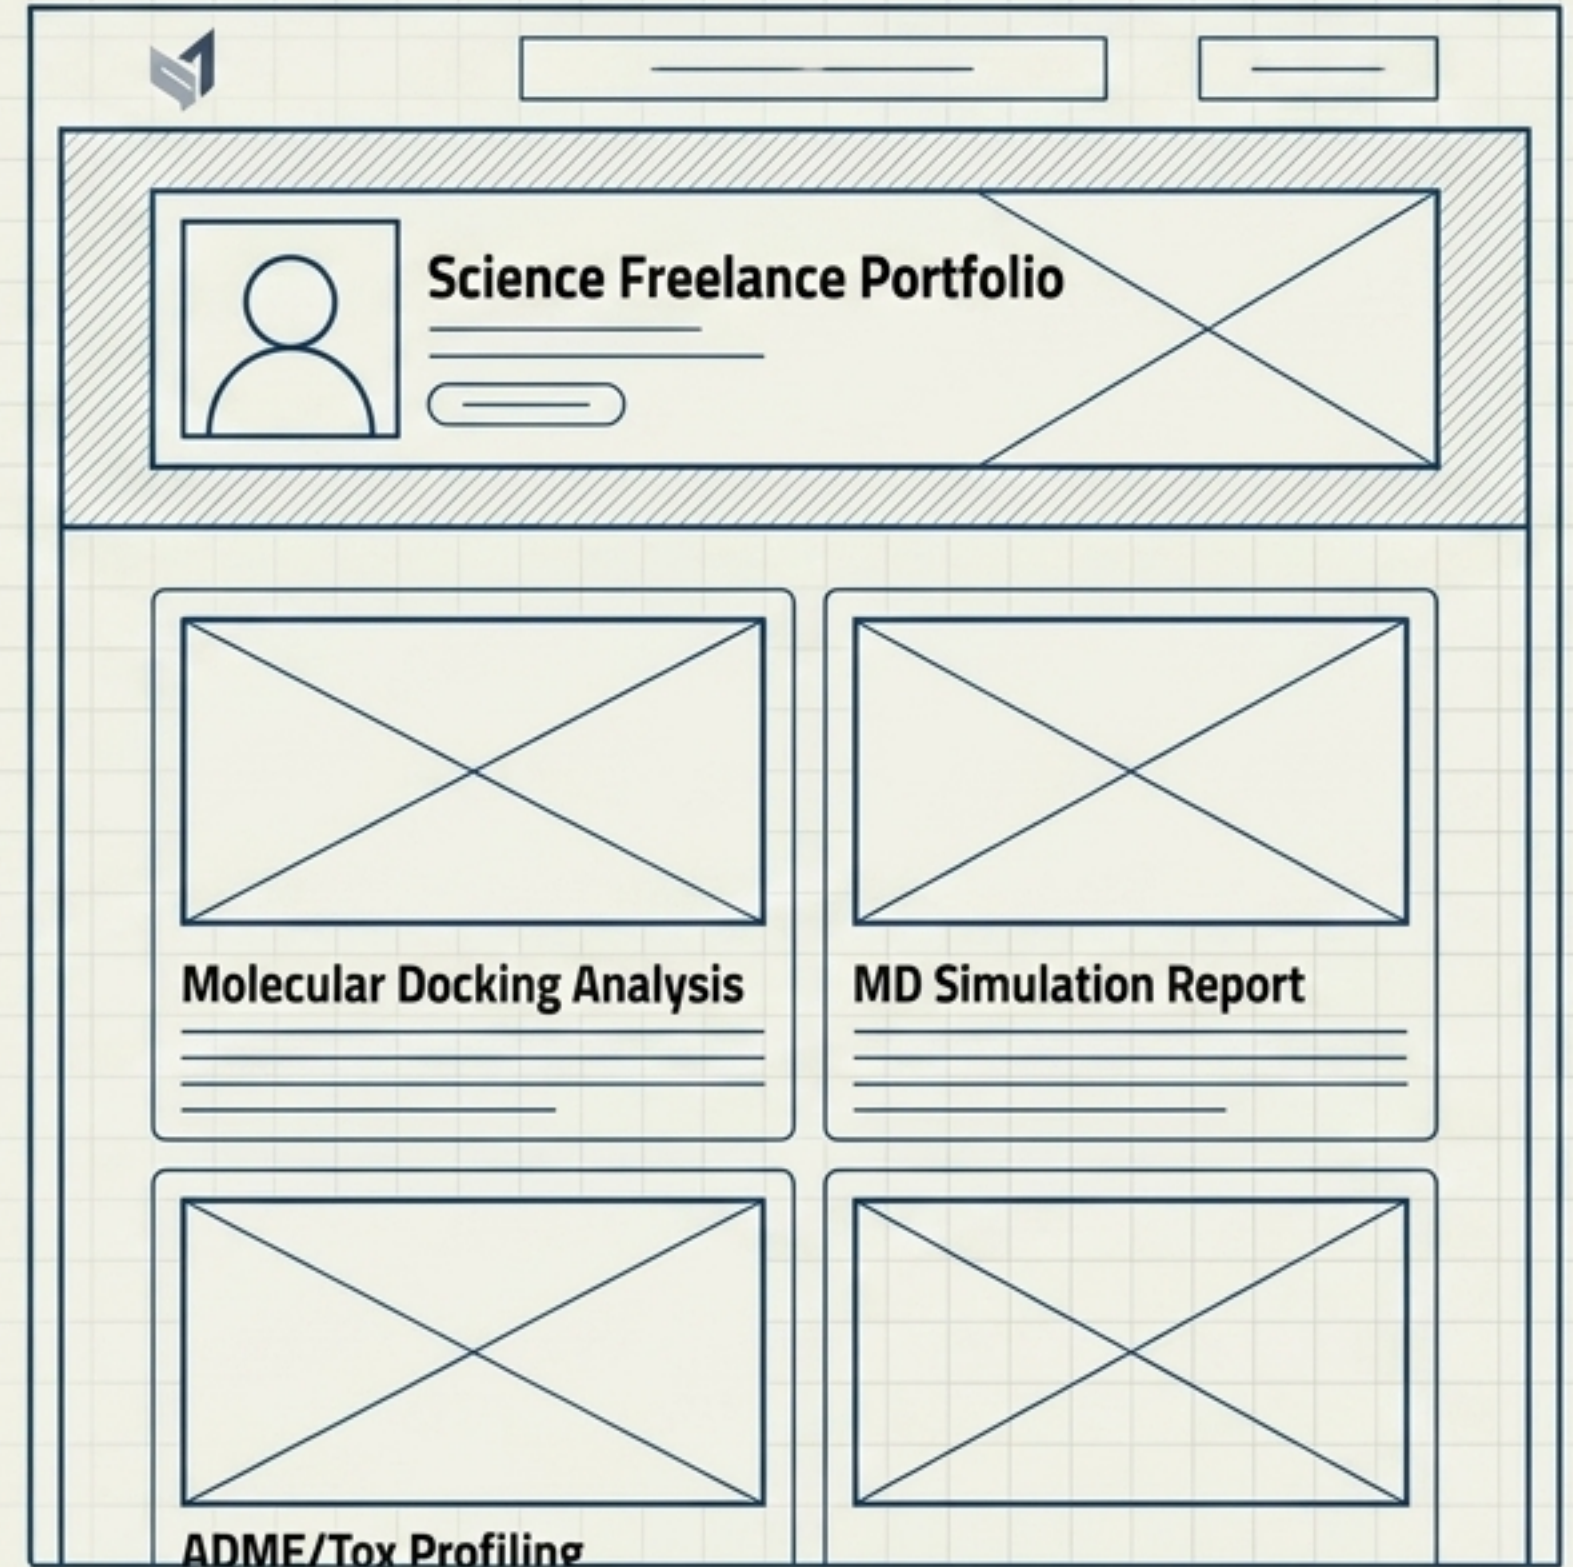 Science Freelance Portfolio
Molecular Docking Analysis
MD Simulation Report
ADME/Tox Profiling